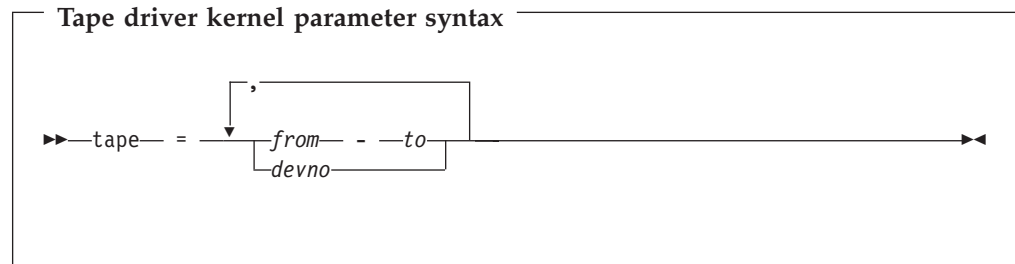 Tape driver kernel parameter syntax
,
tape = from - to
devno